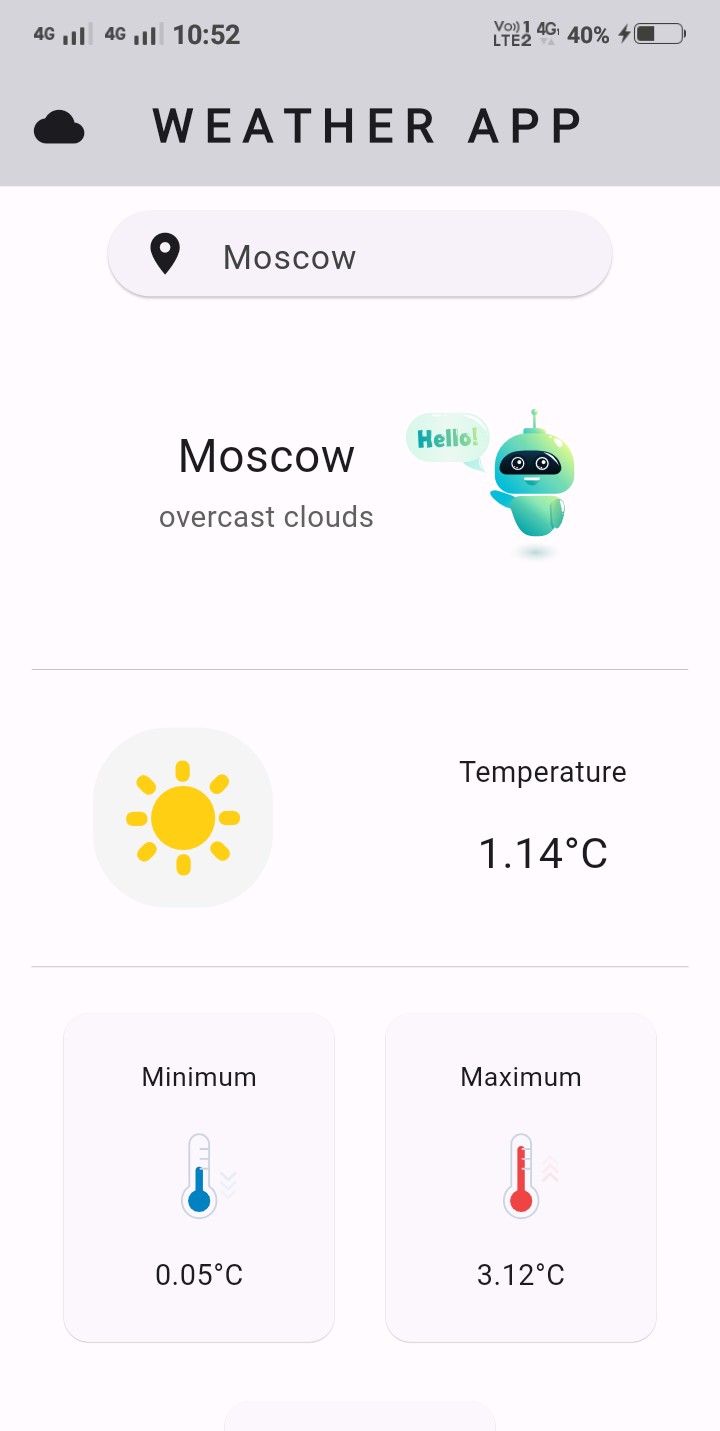 4G 4G 10:52 Vo)) 1 LTE2 4G 40%
WEATHER APP
Moscow
Moscow
Hello!
overcast clouds
Temperature
1.14°C
Minimum
Maximum
0.05°C
3.12°C